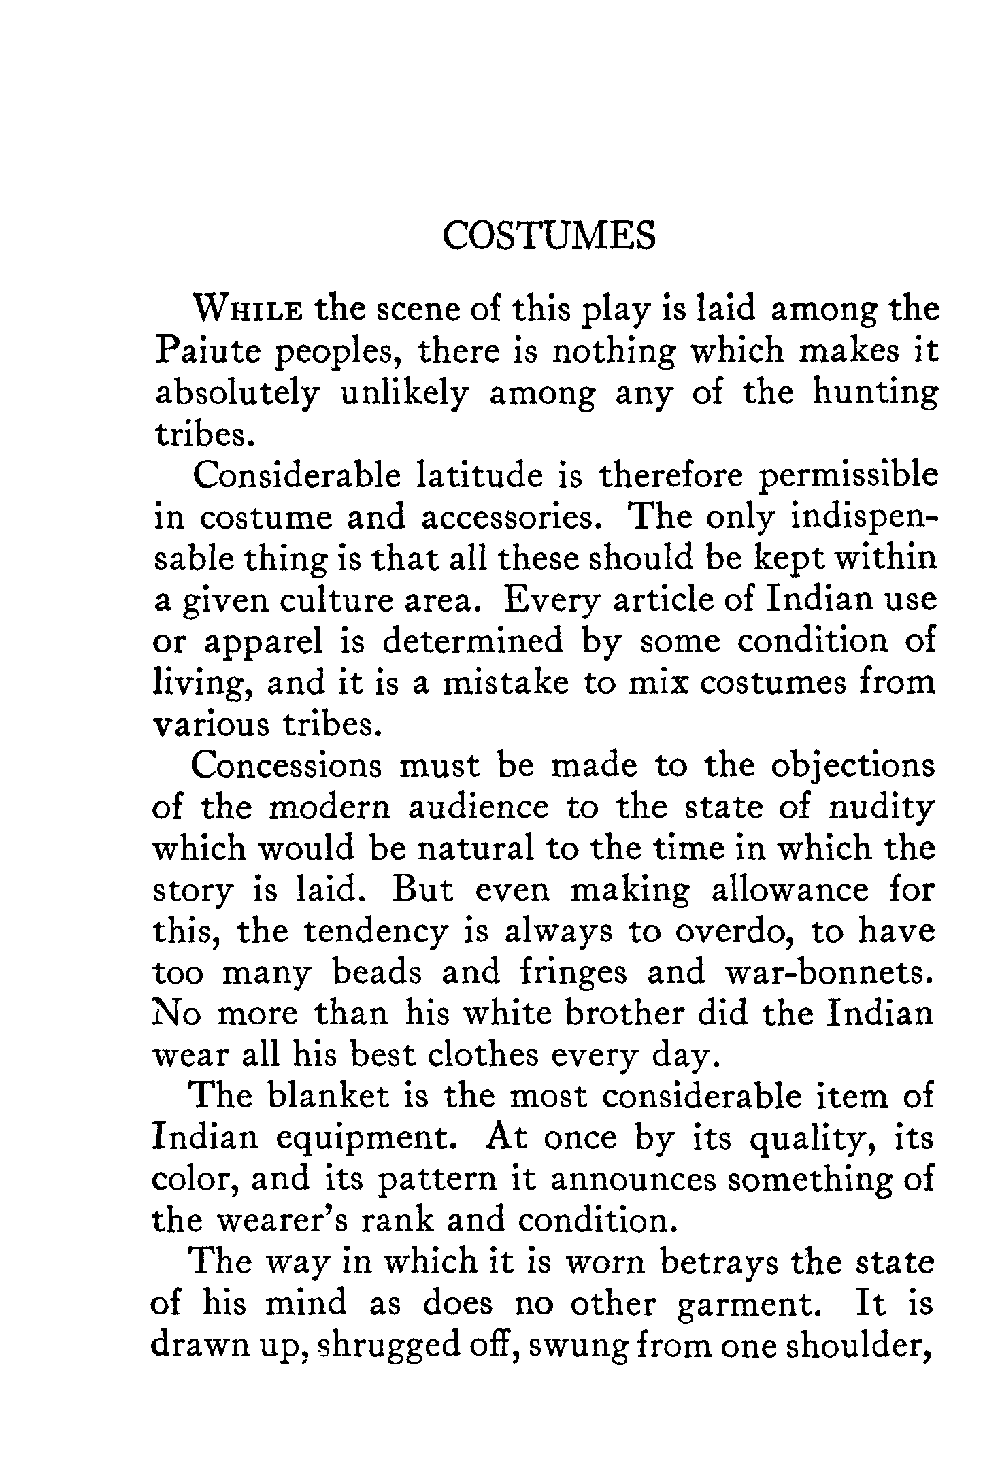 COSTUMES
WHILE the scene of this play is laid among the
Paiute peoples, there is nothing which makes it
absolutely unlikely among any of the hunting
tribes.
Considerable latitude is therefore permissible
in costume and accessories. The only indispen-
sable thing is that all these should be kept within
a given culture area. Every article of Indian use
or apparel is determined by some condition of
living, and it is a mistake to mix costumes from
various tribes.
Concessions must be made to the objections
of the modern audience to the state of nudity
which would be natural to the time in which the
story is laid. But even making allowance for
this, the tendency is always to overdo, to have
too many beads and fringes and war-bonnets.
No more than his white brother did the Indian
wear all his best clothes every day.
The blanket is the most considerable item of
Indian equipment. At once by its quality, its
color, and its pattern it announces something of
the wearer's rank and condition.
The way in which it is worn betrays the state
of his mind as does no other garment. It is
drawn up, shrugged off, swung from one shoulder,